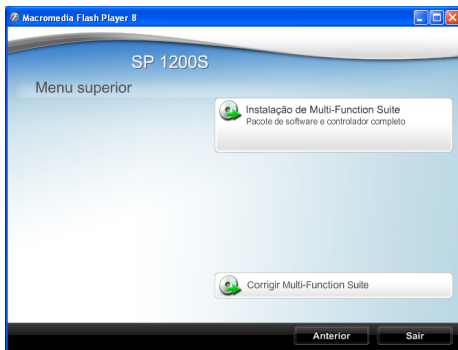 Macromedia Flash Player 8
SP 1200S
Menu superior
Instalação de Multi-Function Suite
Pacote de software e controlador completo
Corrigir Multi-Function Suite
Anterior
Sair